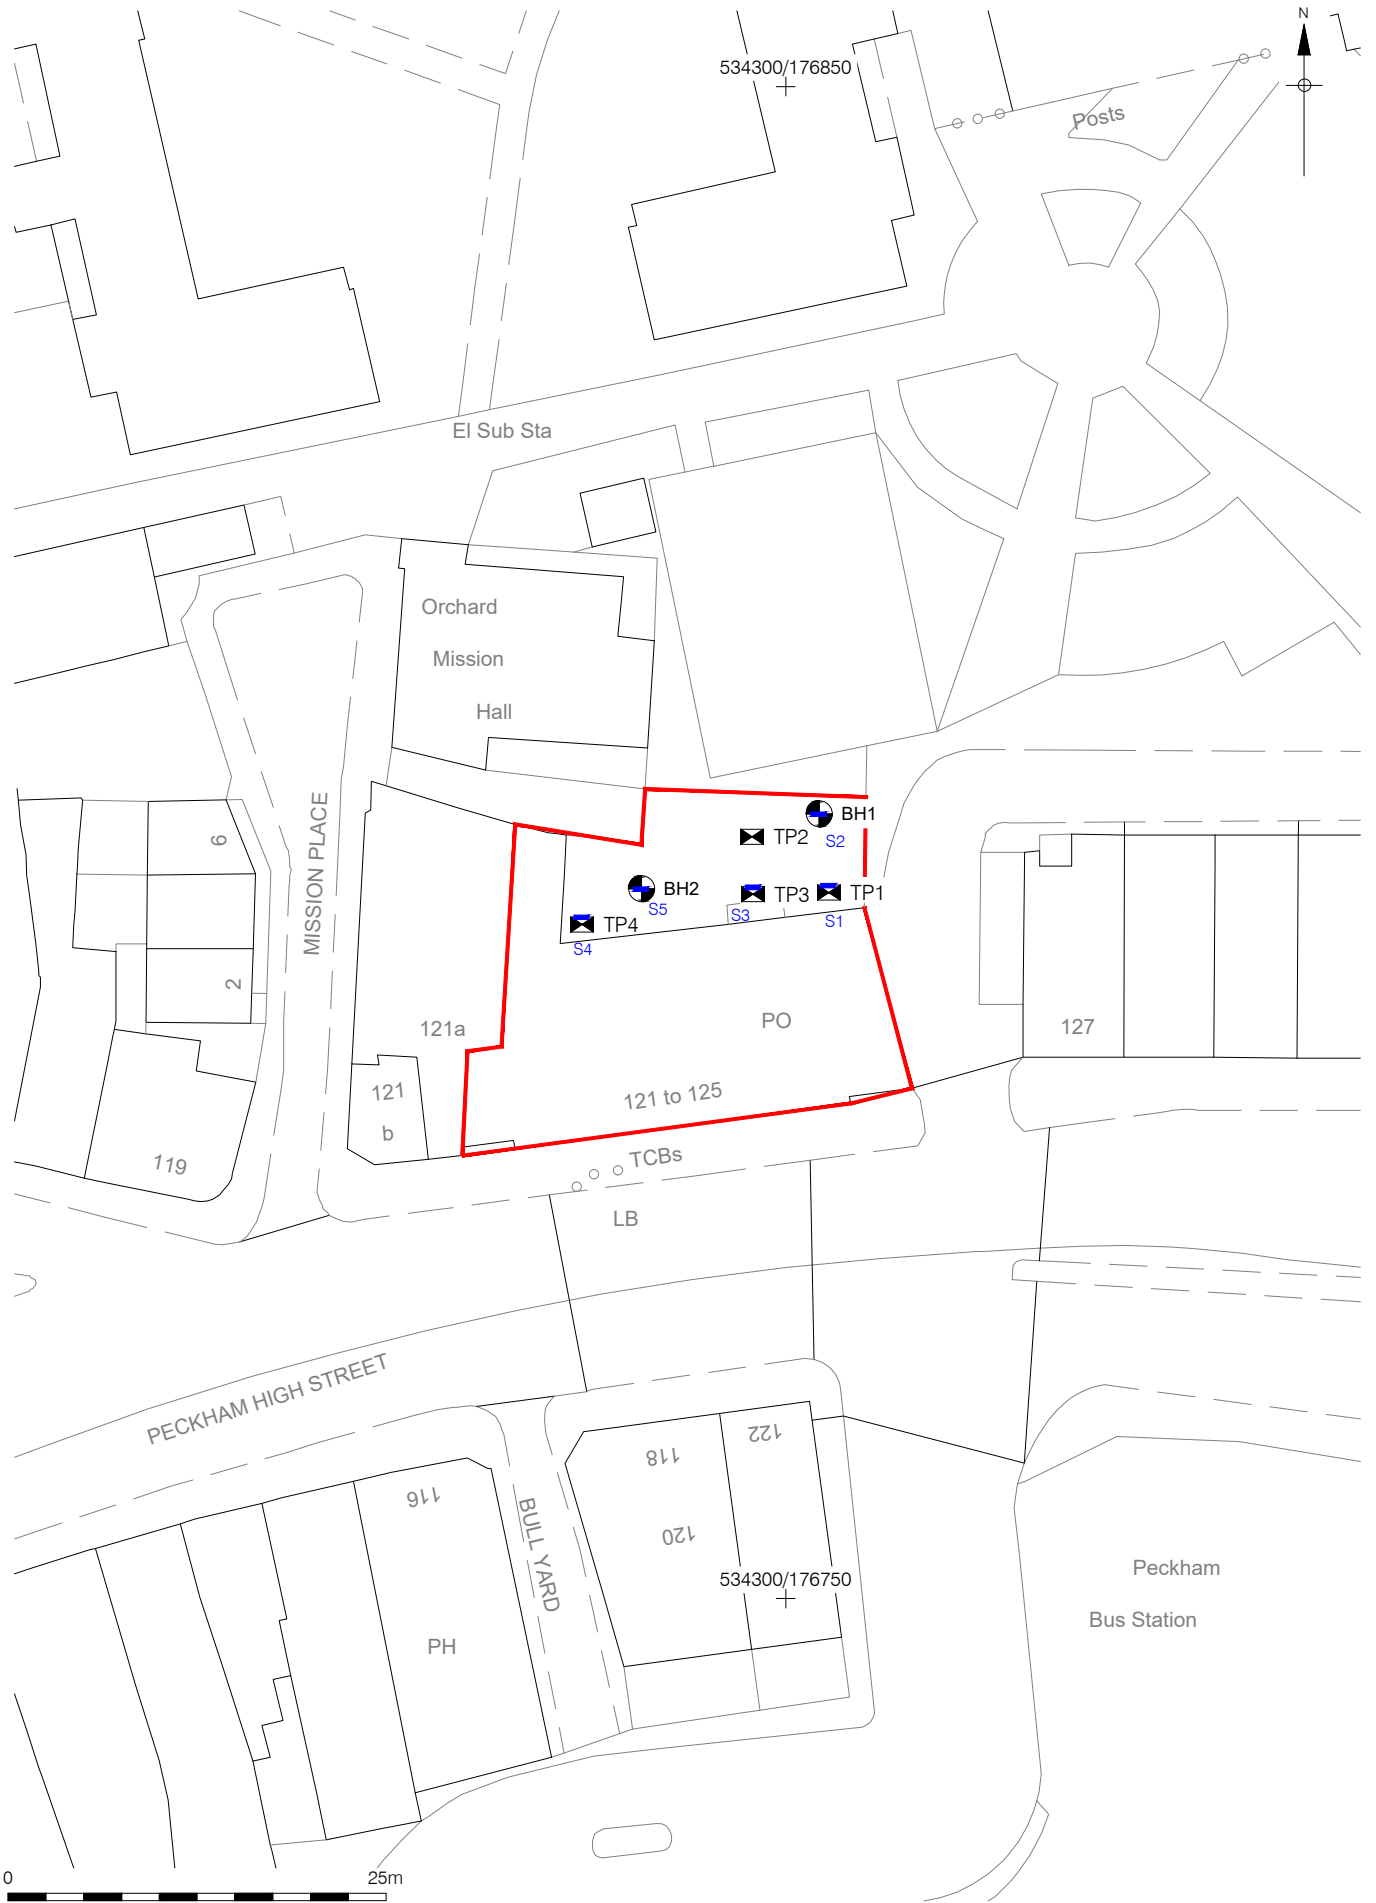 N
534300/176850
Posts
El Sub Sta
Orchard
Mission
Hall
MISSION PLACE
6
2
BH1
S2
TP2
BH2
S5
TP3
S3
TP1
S1
TP4
S4
121a
PO
127
121
b
121 to 125
119
TCBs
LB
PECKHAM HIGH STREET
116
118
122
120
BULL YARD
534300/176750
Peckham
Bus Station
PH
0
25m